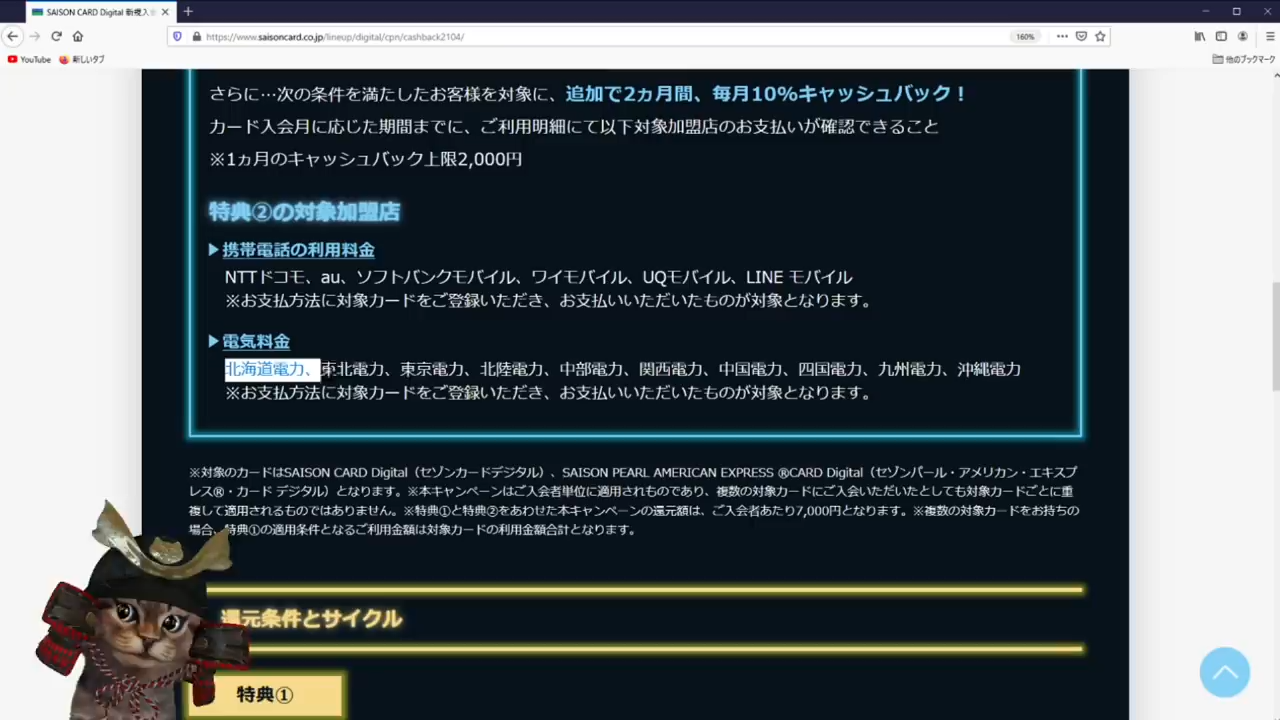 SAISON CARD Digital 新規入会
https://www.saisoncard.co.jp/lineup/digital/cpn/cashback2104/
160%
YouTube
新しいタブ
他のブックマーク
さらに…次の条件を満たしたお客様を対象に、追加で2ヵ月間、毎月10%キャッシュバック！
カード入会月に応じた期間までに、ご利用明細にて以下対象加盟店のお支払いが確認できること
※1ヵ月のキャッシュバック上限2,000円
特典②の対象加盟店
▶携帯電話の利用料金
NTTドコモ、au、ソフトバンクモバイル、ワイモバイル、UQモバイル、LINE モバイル
※お支払方法に対象カードをご登録いただき、お支払いいただいたものが対象となります。
▶電気料金
北海道電力、東北電力、東京電力、北陸電力、中部電力、関西電力、中国電力、四国電力、九州電力、沖縄電力
※お支払方法に対象カードをご登録いただき、お支払いいただいたものが対象となります。
※対象のカードはSAISON CARD Digital（セゾンカードデジタル）、SAISON PEARL AMERICAN EXPRESS ®CARD Digital（セゾンパール・アメリカン・エキスプ
レス®・カード デジタル）となります。※本キャンペーンはご入会者単位に適用されものであり、複数の対象カードにご入会いただいたとしても対象カードごとに重
複して適用されるものではありません。※特典①と特典②をあわせた本キャンペーンの還元額は、ご入会者あたり7,000円となります。※複数の対象カードをお持ちの
場合、特典①の適用条件となるご利用金額は対象カードの利用金額合計となります。
還元条件とサイクル
特典①